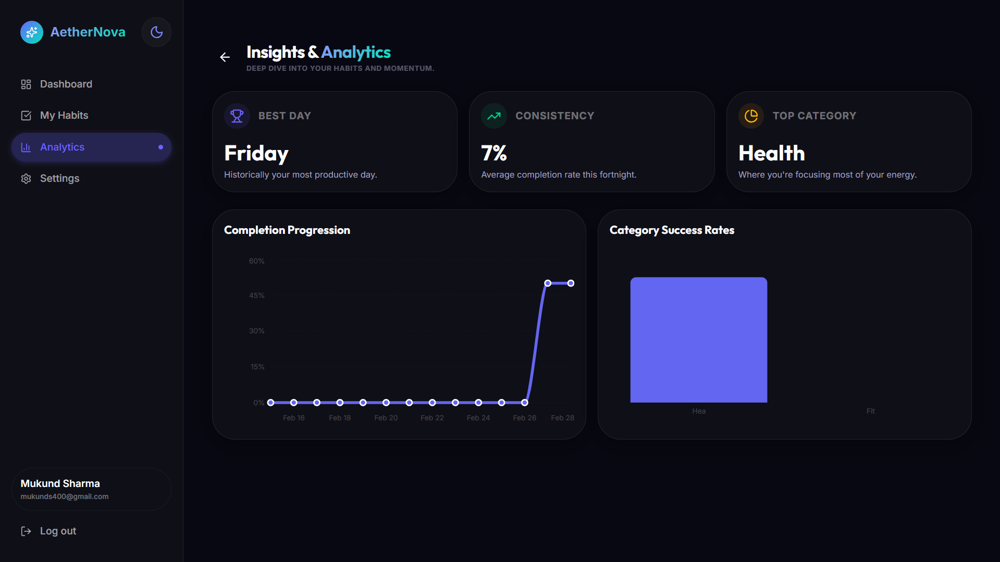 AetherNova
Dashboard
My Habits
Analytics
Settings
Mukund Sharma
mukunds400@gmail.com
Log out
Insights & Analytics
DEEP DIVE INTO YOUR HABITS AND MOMENTUM.
BEST DAY
Friday
Historically your most productive day.
CONSISTENCY
7%
Average completion rate this fortnight.
TOP CATEGORY
Health
Where you're focusing most of your energy.
Completion Progression
60%
45%
30%
15%
0%
Feb 16 Feb 18 Feb 20 Feb 22 Feb 24 Feb 26 Feb 28
Category Success Rates
Hea Fit